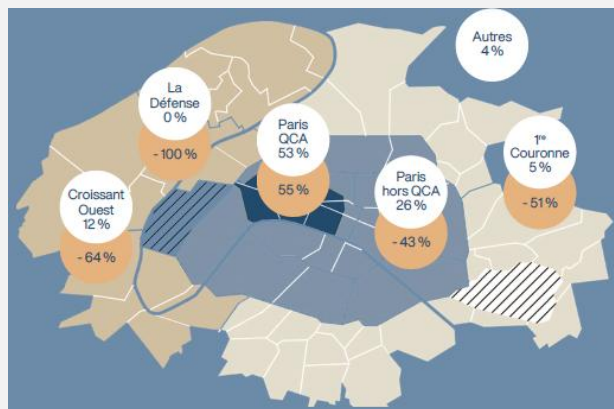 Autres
4 %
La
Défense
0 %
- 100 %
Paris
QCA
53 %
55 %
1re
Couronne
5 %
- 51 %
Paris
hors QCA
26 %
- 43 %
Croissant
Ouest
12 %
- 64 %